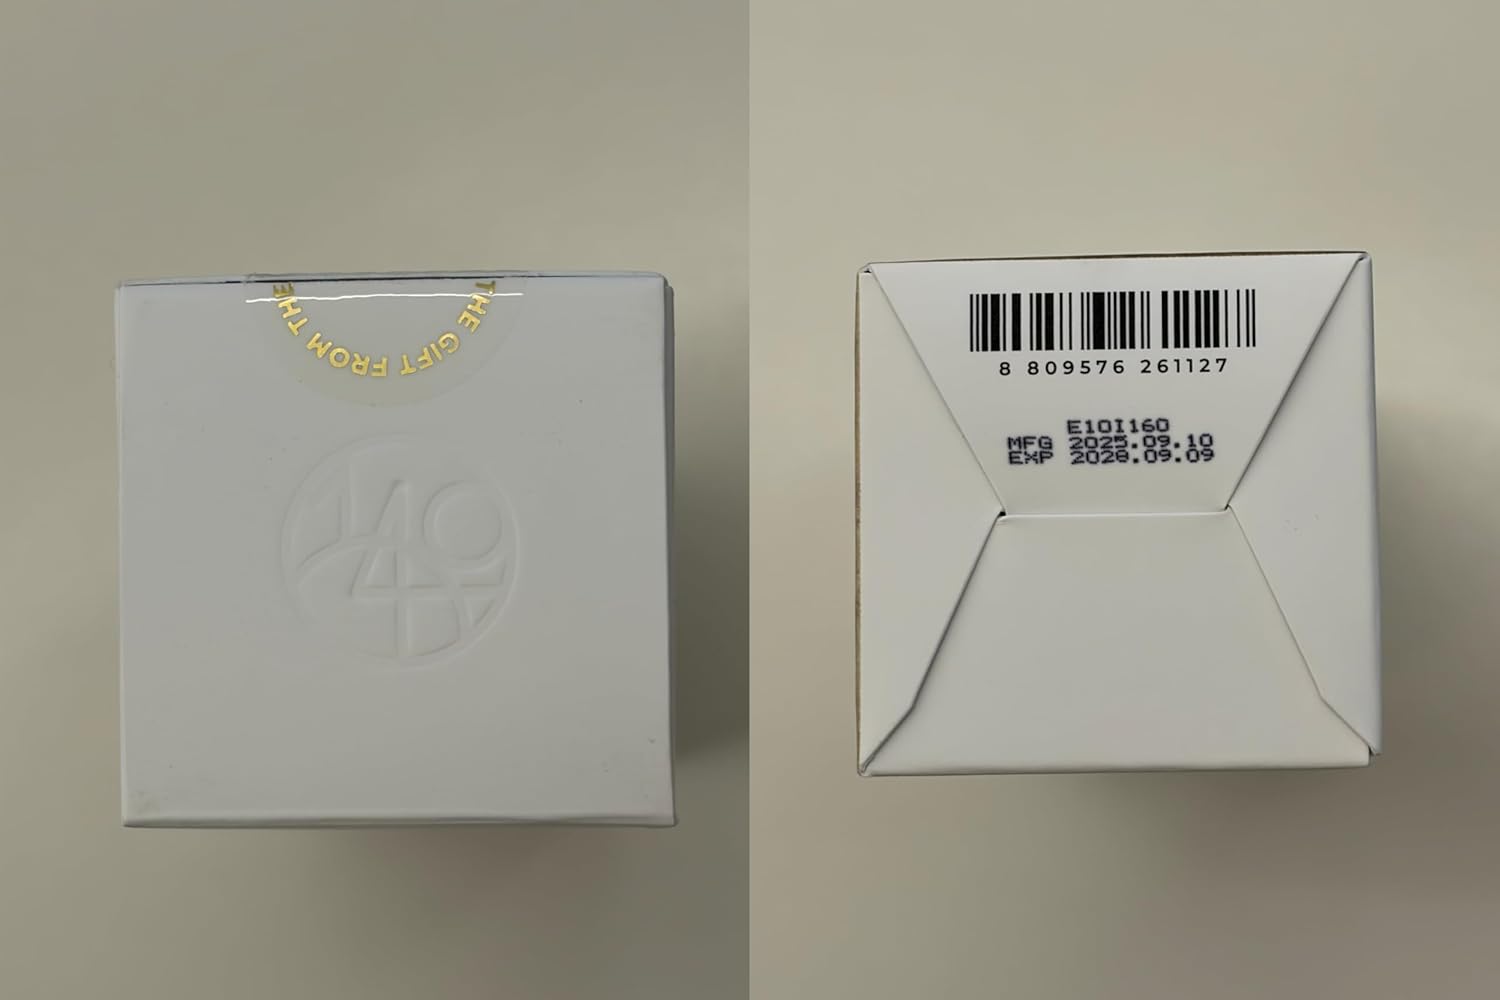 THE GIFT FROM THE
8 809576 261127
E10I160
MFG 2025.09.10
EXP 2028.09.09